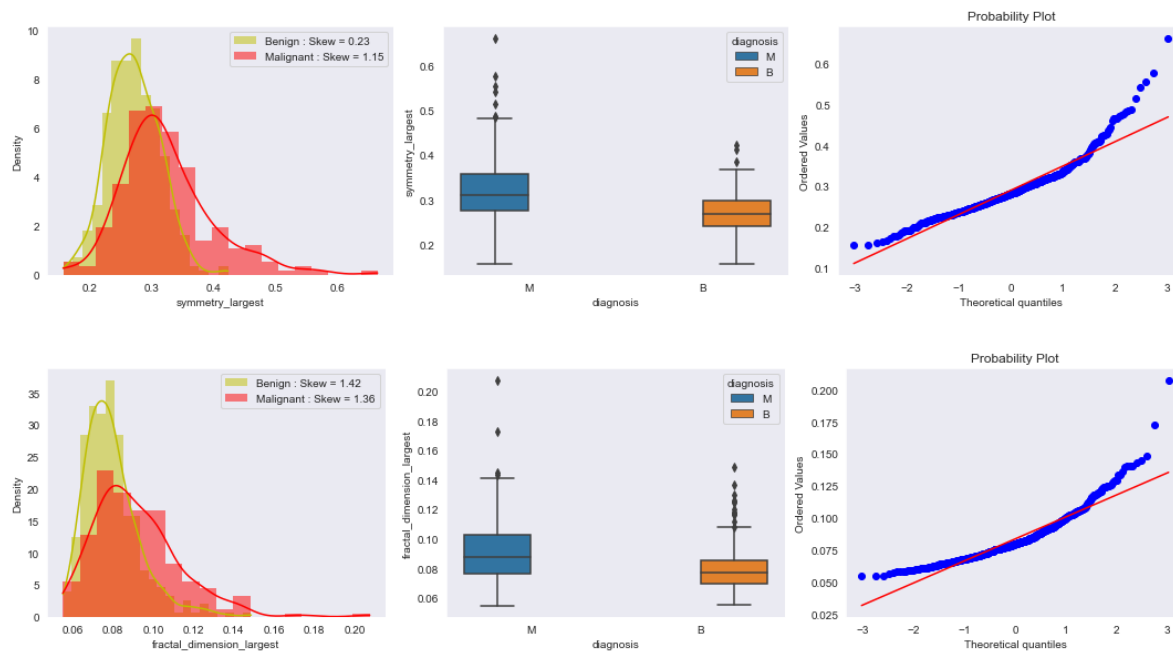 Benign : Skew = 0.23
Malignant : Skew = 1.15
10
8
6
4
2
0
Density
0.2 0.3 0.4 0.5 0.6
symmetry_largest
diagnosis
M
B
0.6
0.5
0.4
0.3
0.2
symmetry_largest
M B
diagnosis
Probability Plot
0.6
0.5
0.4
0.3
0.2
0.1
Ordered Values
−3 −2 −1 0 1 2 3
Theoretical quantiles
Benign : Skew = 1.42
Malignant : Skew = 1.36
35
30
25
20
15
10
5
0
Density
0.06 0.08 0.10 0.12 0.14 0.16 0.18 0.20
fractal_dimension_largest
diagnosis
M
B
0.20
0.18
0.16
0.14
0.12
0.10
0.08
0.06
fractal_dimension_largest
M B
diagnosis
Probability Plot
0.200
0.175
0.150
0.125
0.100
0.075
0.050
0.025
Ordered Values
−3 −2 −1 0 1 2 3
Theoretical quantiles